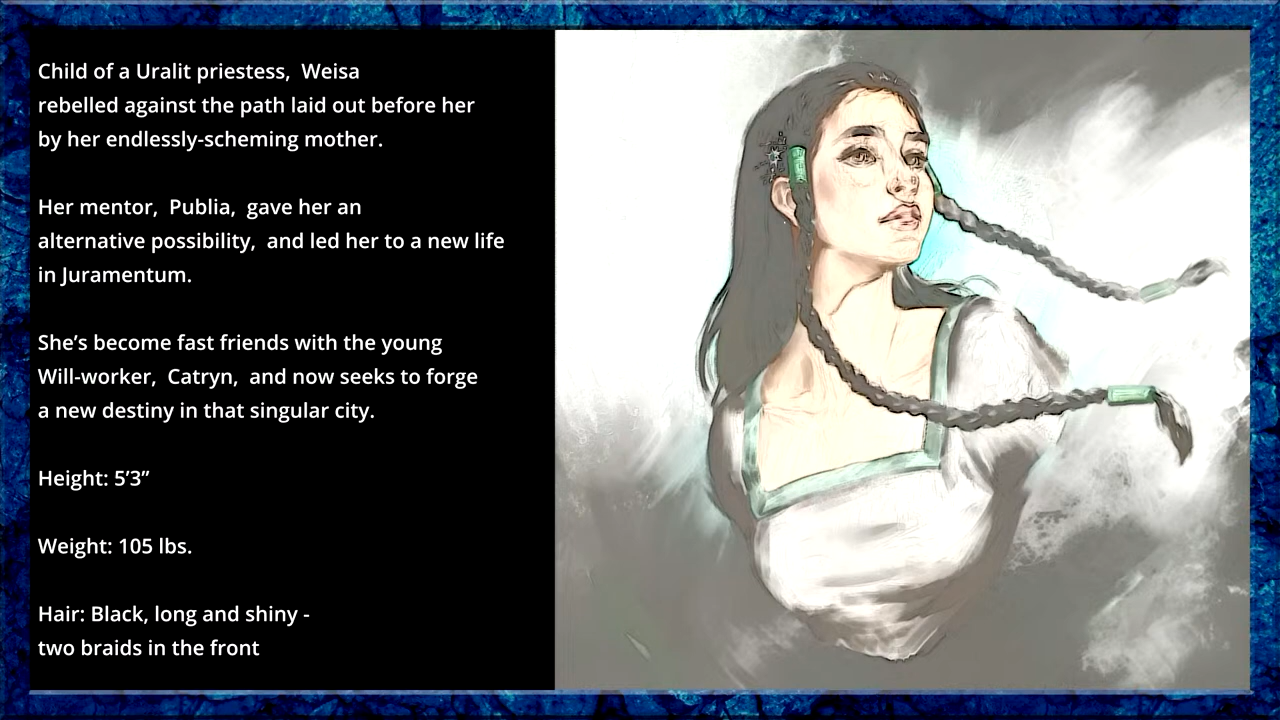 Child of a Uralit priestess,  Weisa
rebelled against the path laid out before her
by her endlessly-scheming mother.
Her mentor,  Publia,  gave her an
alternative possibility,  and led her to a new life
in Juramentum.
She’s become fast friends with the young
Will-worker,  Catryn,  and now seeks to forge
a new destiny in that singular city.
Height: 5’3”
Weight: 105 lbs.
Hair: Black, long and shiny -
two braids in the front